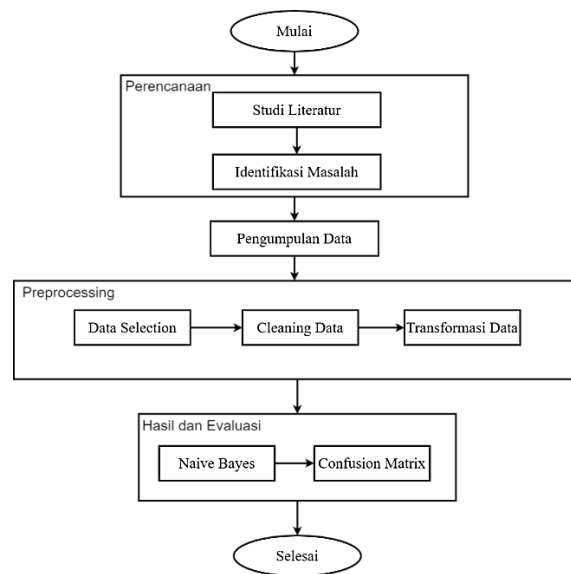 Mulai
Perencanaan
Studi Literatur
Identifikasi Masalah
Pengumpulan Data
Preprocessing
Data Selection
Cleaning Data
Transformasi Data
Hasil dan Evaluasi
Naive Bayes
Confusion Matrix
Selesai